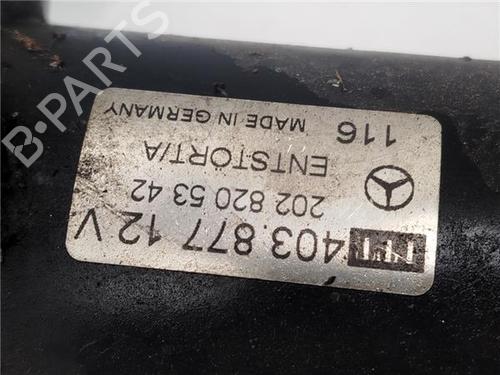 403.877 12 V
202 820 53 42
ENTSTÖRT/A
116
MADE IN GERMANY
B-PARTS